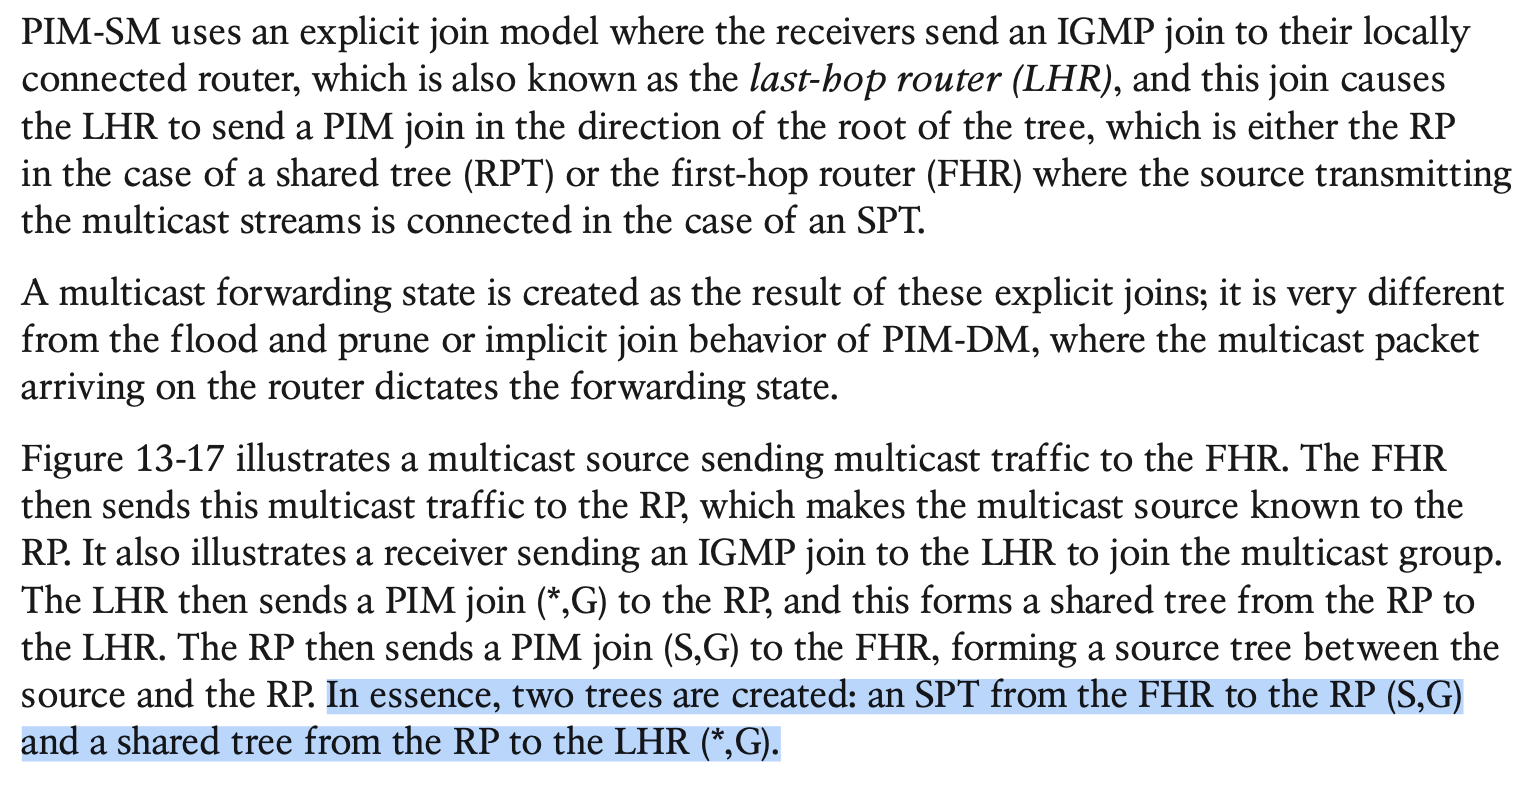 PIM-SM uses an explicit join model where the receivers send an IGMP join to their locally
connected router, which is also known as the last-hop router (LHR), and this join causes
the LHR to send a PIM join in the direction of the root of the tree, which is either the RP
in the case of a shared tree (RPT) or the first-hop router (FHR) where the source transmitting
the multicast streams is connected in the case of an SPT.
A multicast forwarding state is created as the result of these explicit joins; it is very different
from the flood and prune or implicit join behavior of PIM-DM, where the multicast packet
arriving on the router dictates the forwarding state.
Figure 13-17 illustrates a multicast source sending multicast traffic to the FHR. The FHR
then sends this multicast traffic to the RP, which makes the multicast source known to the
RP. It also illustrates a receiver sending an IGMP join to the LHR to join the multicast group.
The LHR then sends a PIM join (*,G) to the RP, and this forms a shared tree from the RP to
the LHR. The RP then sends a PIM join (S,G) to the FHR, forming a source tree between the
source and the RP. In essence, two trees are created: an SPT from the FHR to the RP (S,G)
and a shared tree from the RP to the LHR (*,G).